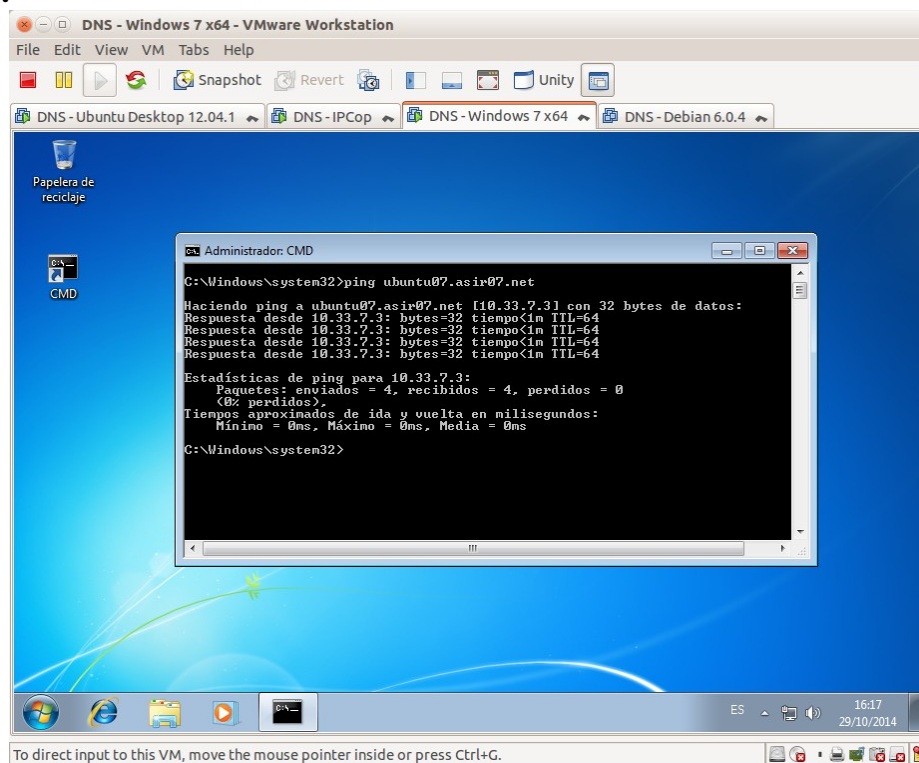 DNS - Windows 7 x64 - VMware Workstation
File Edit View VM Tabs Help
Snapshot Revert Unity
DNS - Ubuntu Desktop 12.04.1 DNS - IPCop DNS - Windows 7 x64 DNS - Debian 6.0.4
Papelera de
reciclaje
CMD
Administrador: CMD
C:\Windows\system32>ping ubuntu07.asir07.net
Haciendo ping a ubuntu07.asir07.net [10.33.7.3] con 32 bytes de datos:
Respuesta desde 10.33.7.3: bytes=32 tiempo<1m TTL=64
Respuesta desde 10.33.7.3: bytes=32 tiempo<1m TTL=64
Respuesta desde 10.33.7.3: bytes=32 tiempo<1m TTL=64
Respuesta desde 10.33.7.3: bytes=32 tiempo<1m TTL=64
Estadísticas de ping para 10.33.7.3:
Paquetes: enviados = 4, recibidos = 4, perdidos = 0
(0% perdidos),
Tiempos aproximados de ida y vuelta en milisegundos:
Mínimo = 0ms, Máximo = 0ms, Media = 0ms
C:\Windows\system32>
ES
16:17
29/10/2014
To direct input to this VM, move the mouse pointer inside or press Ctrl+G.